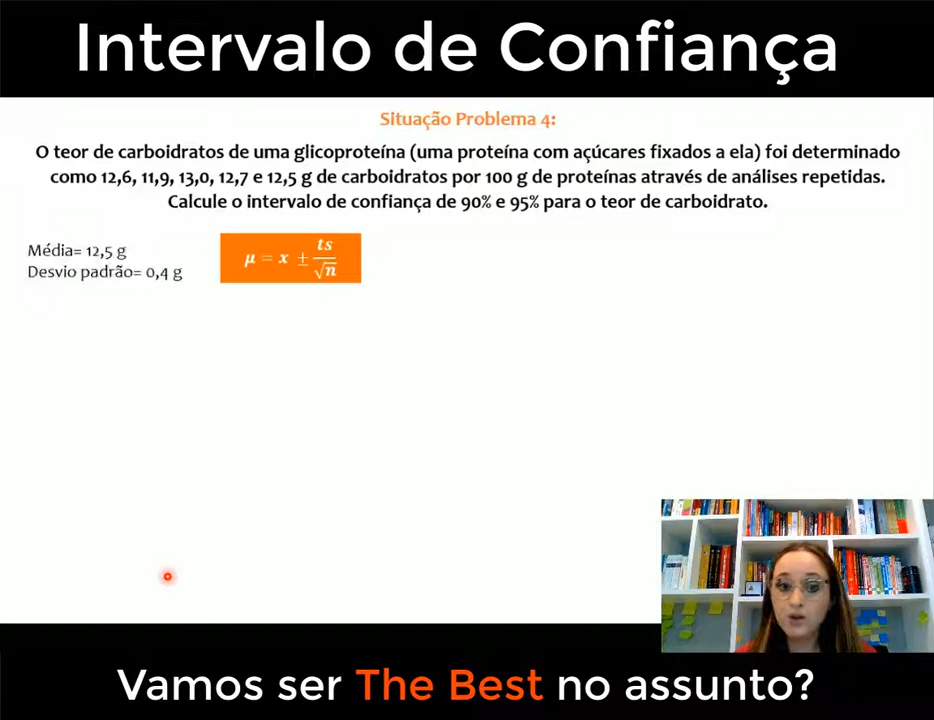 Intervalo de Confiança
Situação Problema 4:
O teor de carboidratos de uma glicoproteína (uma proteína com açúcares fixados a ela) foi determinado
como 12,6, 11,9, 13,0, 12,7 e 12,5 g de carboidratos por 100 g de proteínas através de análises repetidas.
Calcule o intervalo de confiança de 90% e 95% para o teor de carboidrato.
Média= 12,5 g
Desvio padrão= 0,4 g
μ = x ± ts/√n
Vamos ser The Best no assunto?